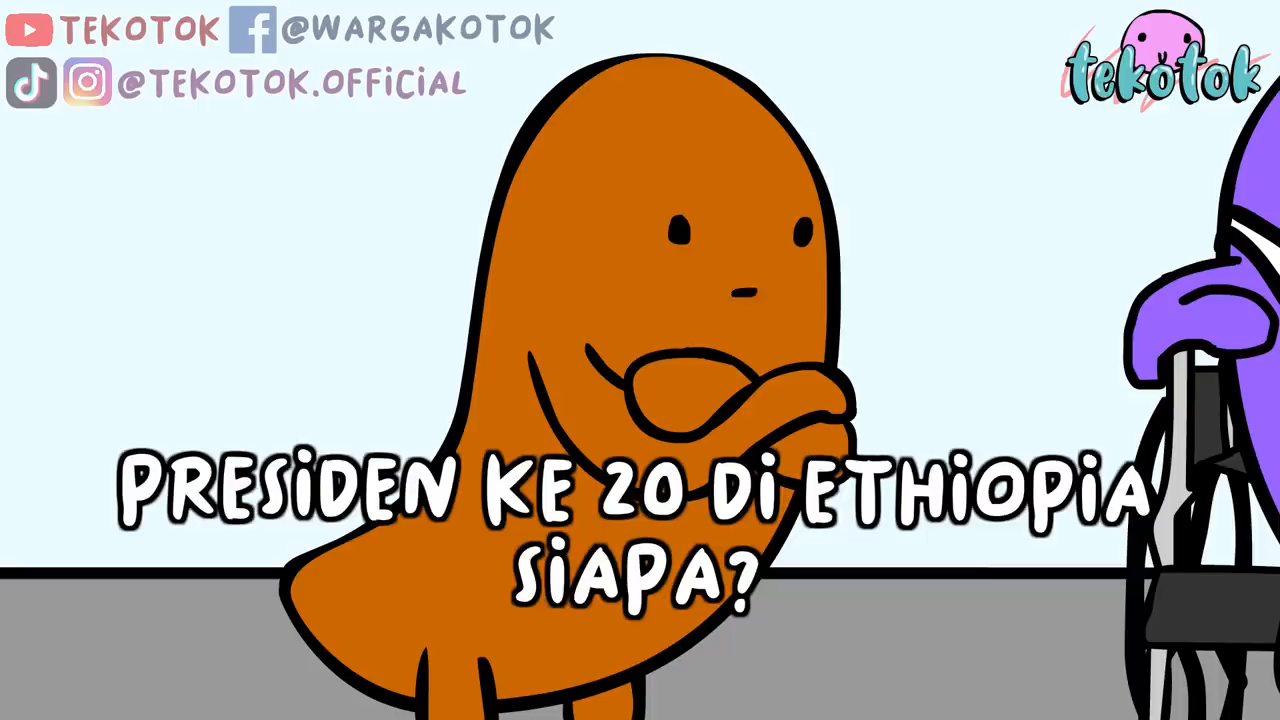 TEKOTOK @WARGAKOTOK
@TEKOTOK.OFFICIAL
tekotok
PRESIDEN KE 20 DI ETHIOPIA
SIAPA?